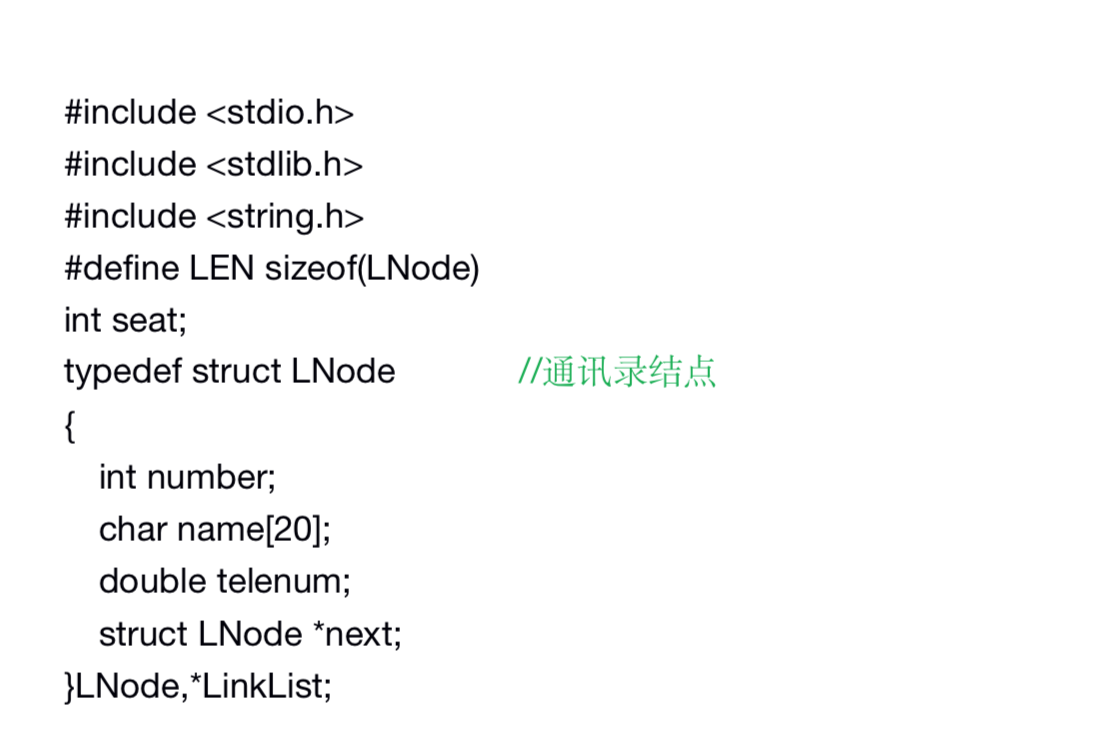 #include <stdio.h>
#include <stdlib.h>
#include <string.h>
#define LEN sizeof(LNode)
int seat;
typedef struct LNode //通讯录结点
{
int number;
char name[20];
double telenum;
struct LNode *next;
}LNode,*LinkList;